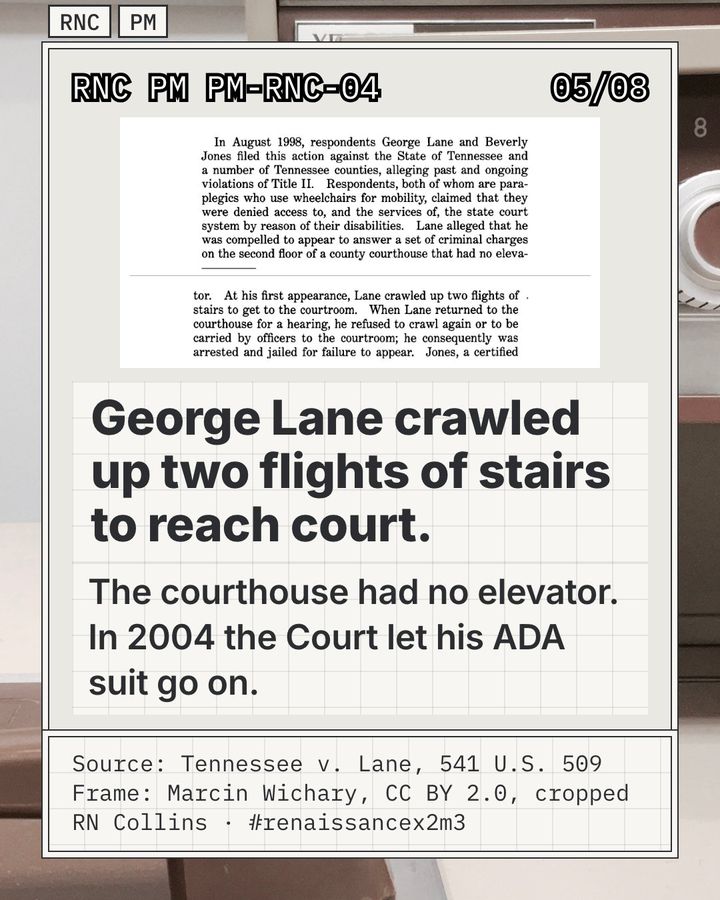 RNC PM
RNC PM PM-RNC-04 05/08
In August 1998, respondents George Lane and Beverly
Jones filed this action against the State of Tennessee and
a number of Tennessee counties, alleging past and ongoing
violations of Title II. Respondents, both of whom are para-
plegics who use wheelchairs for mobility, claimed that they
were denied access to, and the services of, the state court
system by reason of their disabilities. Lane alleged that he
was compelled to appear to answer a set of criminal charges
on the second floor of a county courthouse that had no eleva-
tor. At his first appearance, Lane crawled up two flights of
stairs to get to the courtroom. When Lane returned to the
courthouse for a hearing, he refused to crawl again or to be
carried by officers to the courtroom; he consequently was
arrested and jailed for failure to appear. Jones, a certified
George Lane crawled
up two flights of stairs
to reach court.
The courthouse had no elevator.
In 2004 the Court let his ADA
suit go on.
Source: Tennessee v. Lane, 541 U.S. 509
Frame: Marcin Wichary, CC BY 2.0, cropped
RN Collins · #renaissancex2m3
8